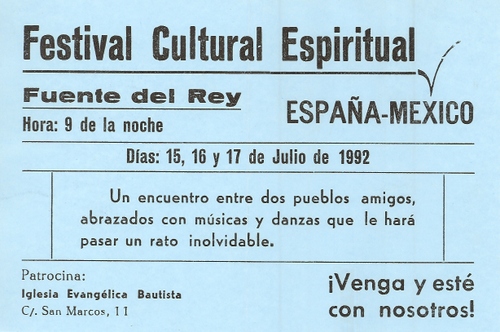 Festival Cultural Espiritual
Fuente del Rey
ESPAÑA-MEXICO
Hora: 9 de la noche
Días: 15, 16 y 17 de Julio de 1992
Un encuentro entre dos pueblos amigos,
abrazados con músicas y danzas que le hará
pasar un rato inolvidable.
Patrocina:
Iglesia Evangélica Bautista
C/. San Marcos, 11
¡Venga y esté
con nosotros!